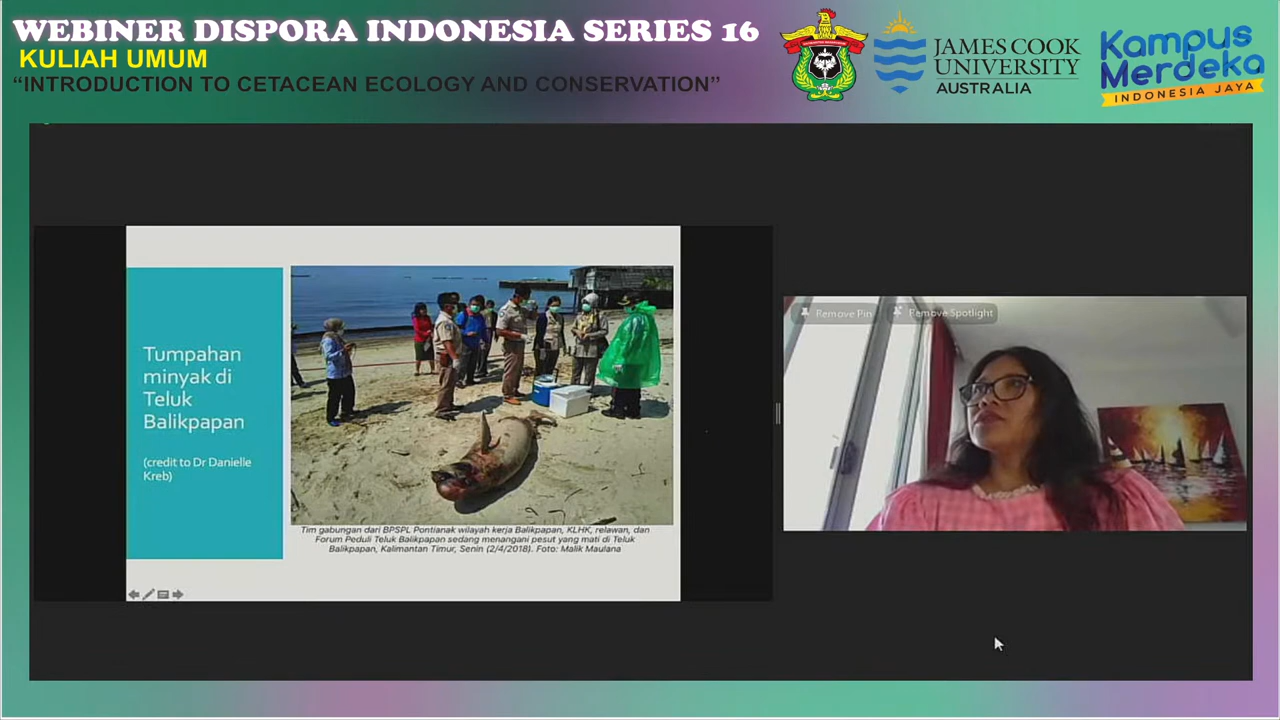 WEBINER DISPORA INDONESIA SERIES 16
KULIAH UMUM
“INTRODUCTION TO CETACEAN ECOLOGY AND CONSERVATION”
JAMES COOK
UNIVERSITY
AUSTRALIA
Kampus
Merdeka
INDONESIA JAYA
Tumpahan
minyak di
Teluk
Balikpapan
(credit to Dr Danielle
Kreb)
Tim gabungan dari BPSPL Pontianak wilayah kerja Balikpapan, KLHK, relawan, dan
Forum Peduli Teluk Balikpapan sedang menangani pesut yang mati di Teluk
Balikpapan, Kalimantan Timur, Senin (2/4/2018). Foto: Malik Maulana
Remove Pin
Remove Spotlight